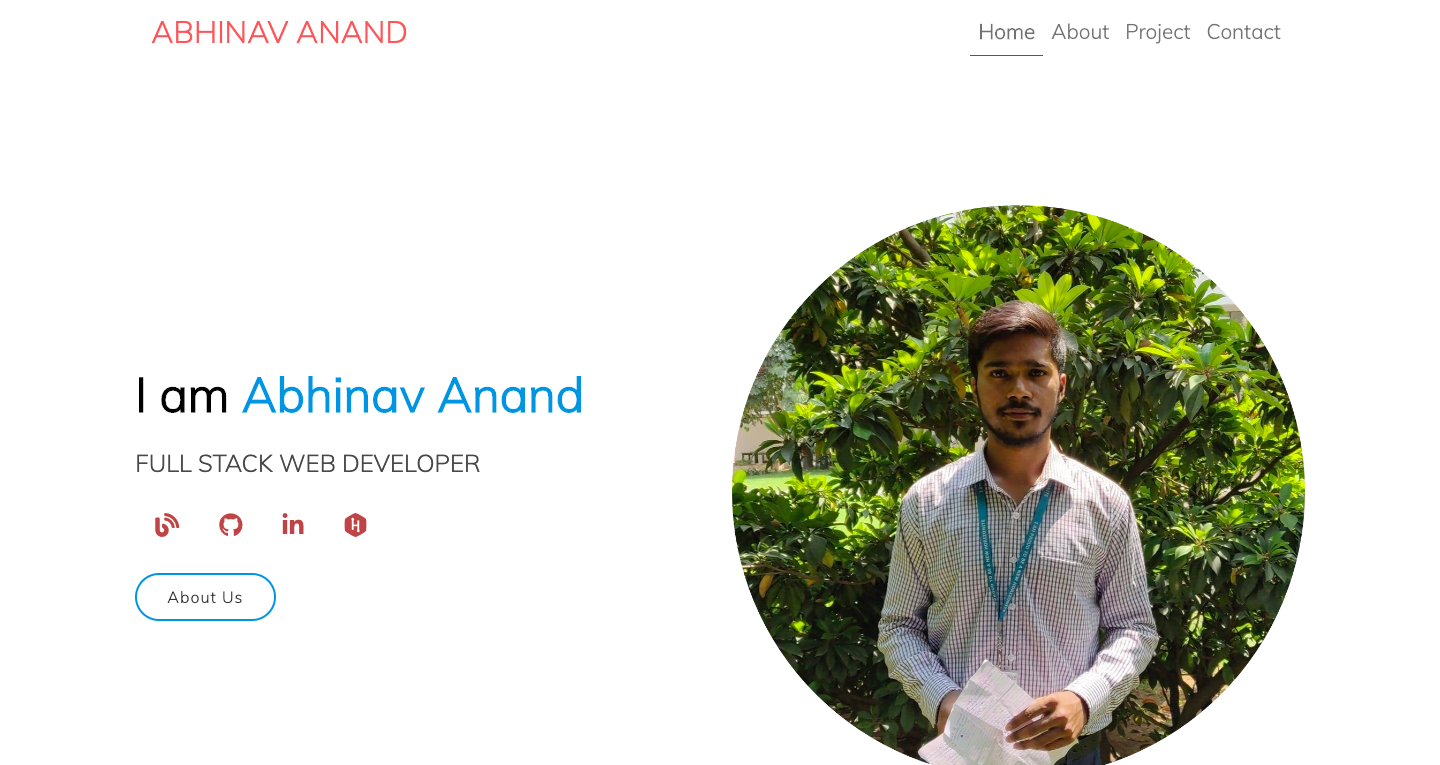 ABHINAV ANAND
Home About Project Contact
I am Abhinav Anand
FULL STACK WEB DEVELOPER
About Us